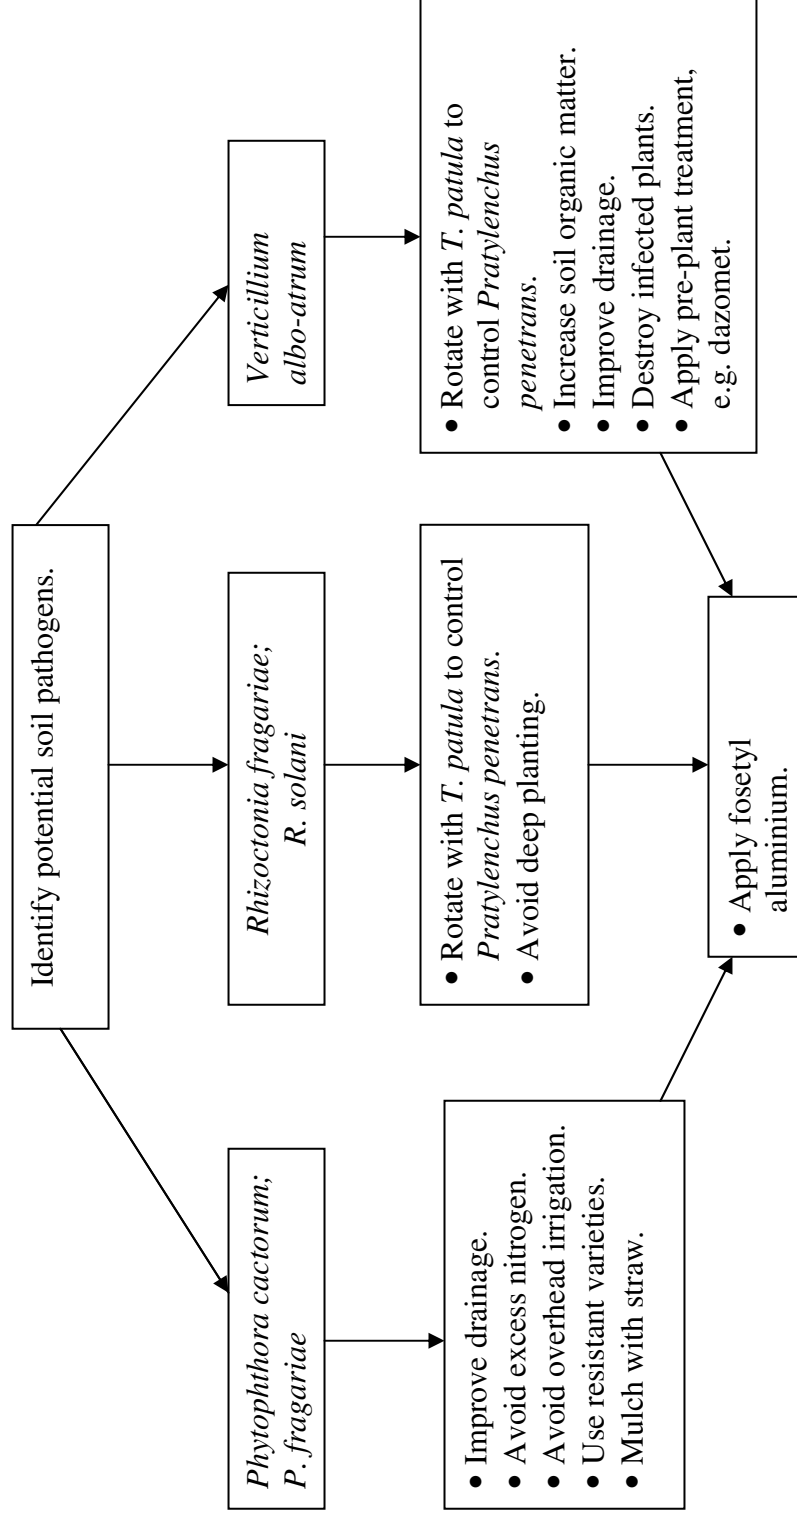 Identify potential soil pathogens.
Phytophthora cactorum;
P. fragariae
Rhizoctonia fragariae;
R. solani
Verticillium
albo-atrum
• Improve drainage.
• Avoid excess nitrogen.
• Avoid overhead irrigation.
• Use resistant varieties.
• Mulch with straw.
• Rotate with T. patula to control
Pratylenchus penetrans.
• Avoid deep planting.
• Rotate with T. patula to
control Pratylenchus
penetrans.
• Increase soil organic matter.
• Improve drainage.
• Destroy infected plants.
• Apply pre-plant treatment,
e.g. dazomet.
• Apply fosetyl
aluminium.